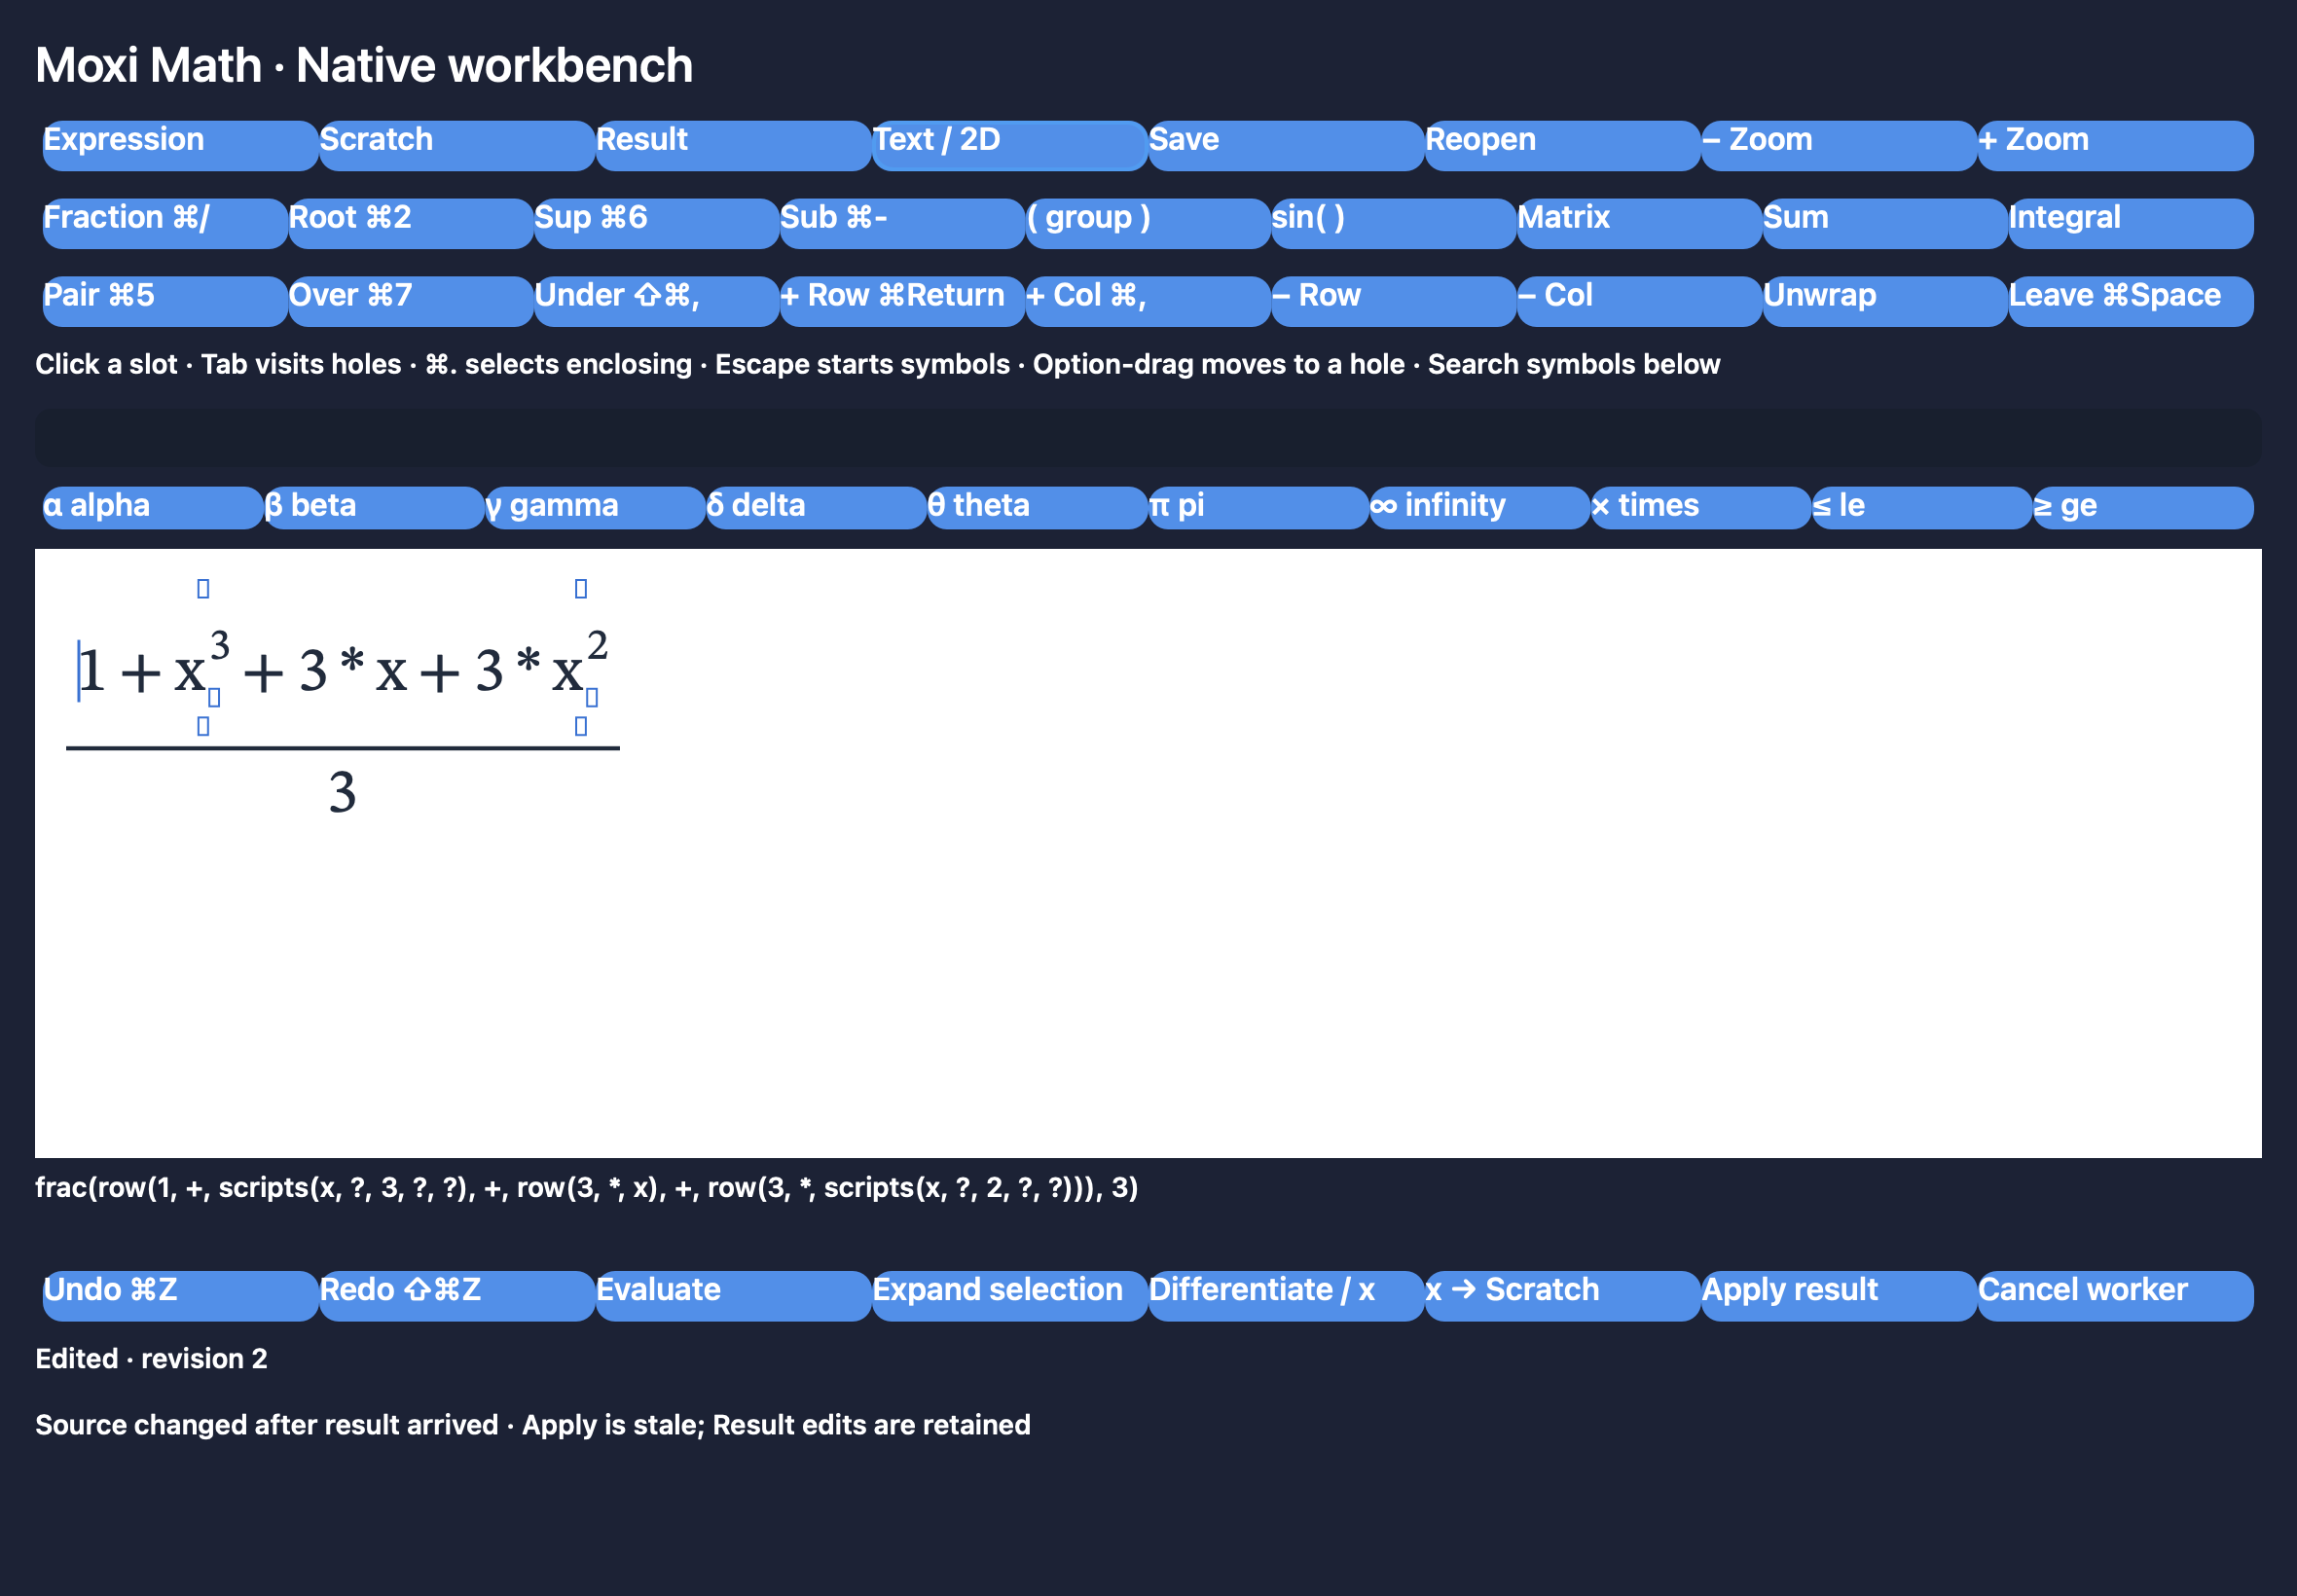 Moxi Math · Native workbench
Expression Scratch Result Text / 2D Save Reopen – Zoom + Zoom
Fraction ⌘/ Root ⌘2 Sup ⌘6 Sub ⌘- ( group ) sin( ) Matrix Sum Integral
Pair ⌘5 Over ⌘7 Under ⇧⌘, + Row ⌘Return + Col ⌘, – Row – Col Unwrap Leave ⌘Space
Click a slot · Tab visits holes · ⌘. selects enclosing · Escape starts symbols · Option-drag moves to a hole · Search symbols below
α alpha β beta γ gamma δ delta θ theta π pi ∞ infinity × times ≤ le ≥ ge
1 + x³ + 3 * x + 3 * x²
3
frac(row(1, +, scripts(x, ?, 3, ?, ?), +, row(3, *, x), +, row(3, *, scripts(x, ?, 2, ?, ?))), 3)
Undo ⌘Z Redo ⇧⌘Z Evaluate Expand selection Differentiate / x x → Scratch Apply result Cancel worker
Edited · revision 2
Source changed after result arrived · Apply is stale; Result edits are retained